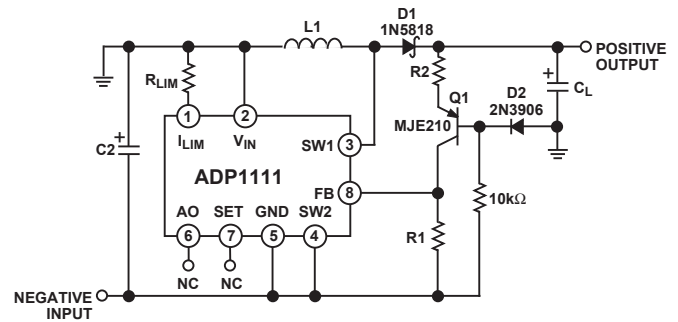 D1
1N5818
L1
POSITIVE
OUTPUT
RLIM
R2
D2
2N3906
CL
Q1
MJE210
1
2
ILIM
VIN
SW1
3
C2
ADP1111
FB
8
10kΩ
AO
SET
GND
SW2
6
7
5
4
R1
NC
NC
NEGATIVE
INPUT